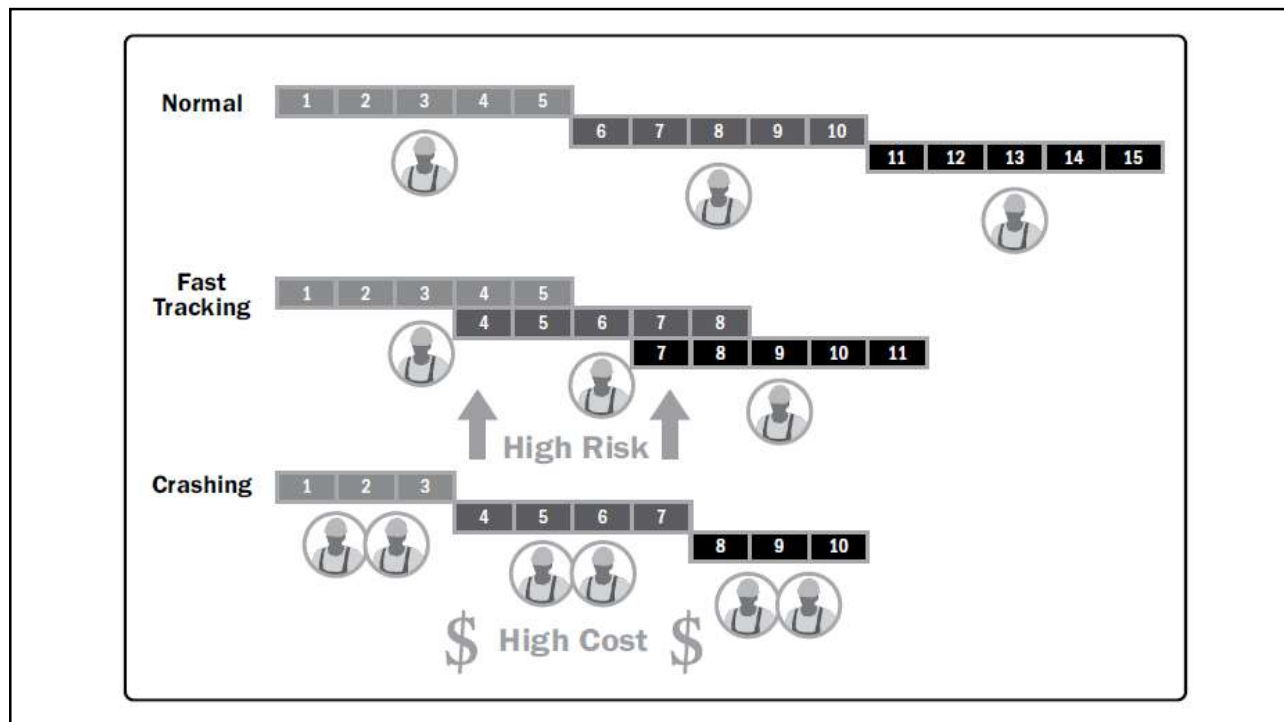 Normal
1 2 3 4 5
6 7 8 9 10
11 12 13 14 15
Fast
Tracking
1 2 3 4 5
4 5 6 7 8
7 8 9 10 11
High Risk
Crashing
1 2 3
4 5 6 7
8 9 10
$ High Cost $